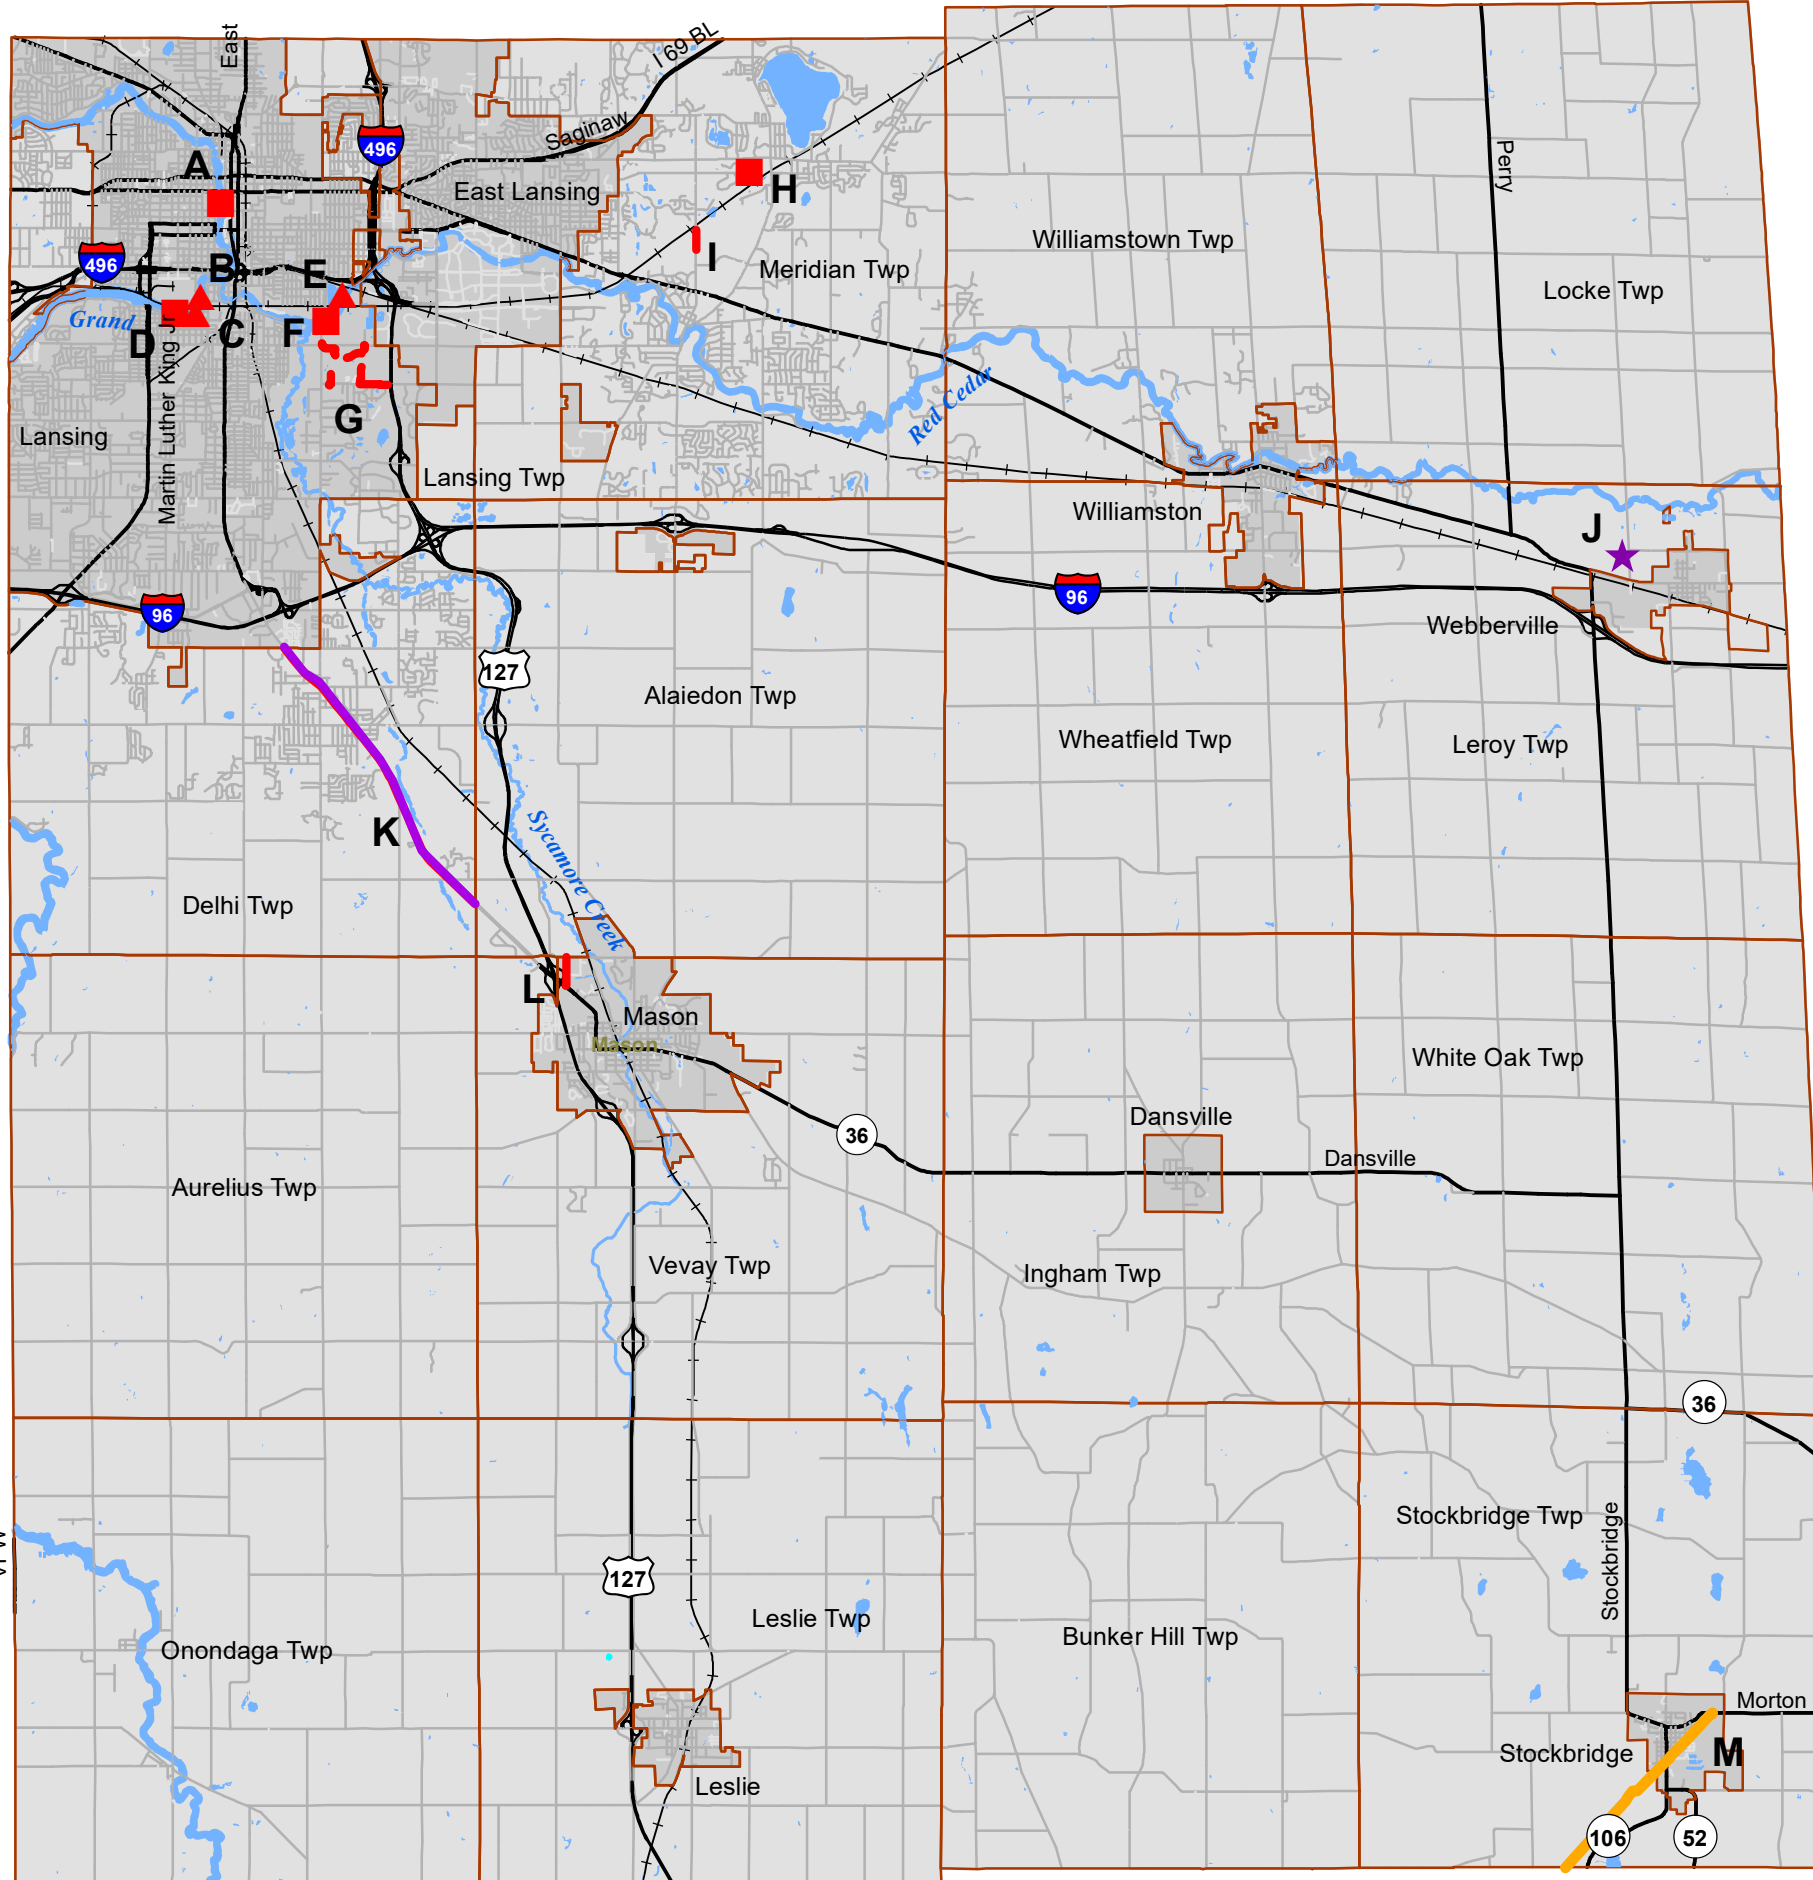 East
I 69 BL
Saginaw
496
A
East Lansing
H
Perry
Williamstown Twp
496
B
E
I
Meridian Twp
Locke Twp
Grand
D
C
F
Martin Luther King Jr
G
Red Cedar
Lansing
Lansing Twp
Williamston
J
96
96
Webberville
127
Alaiedon Twp
Wheatfield Twp
Leroy Twp
K
Sycamore Creek
Delhi Twp
L
Mason
Mason
White Oak Twp
Dansville
36
Dansville
Aurelius Twp
Vevay Twp
Ingham Twp
36
Stockbridge Twp
Stockbridge
127
Leslie Twp
Bunker Hill Twp
Onondaga Twp
Morton
Stockbridge
M
Leslie
106
52